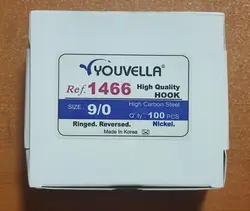 YOUVELLA
Ref. 1466 High Quality HOOK
SIZE: 9/0 High Carbon Steel
Q'ty: 100 PCS
Ringed. Reversed. Nickel.
Made In Korea